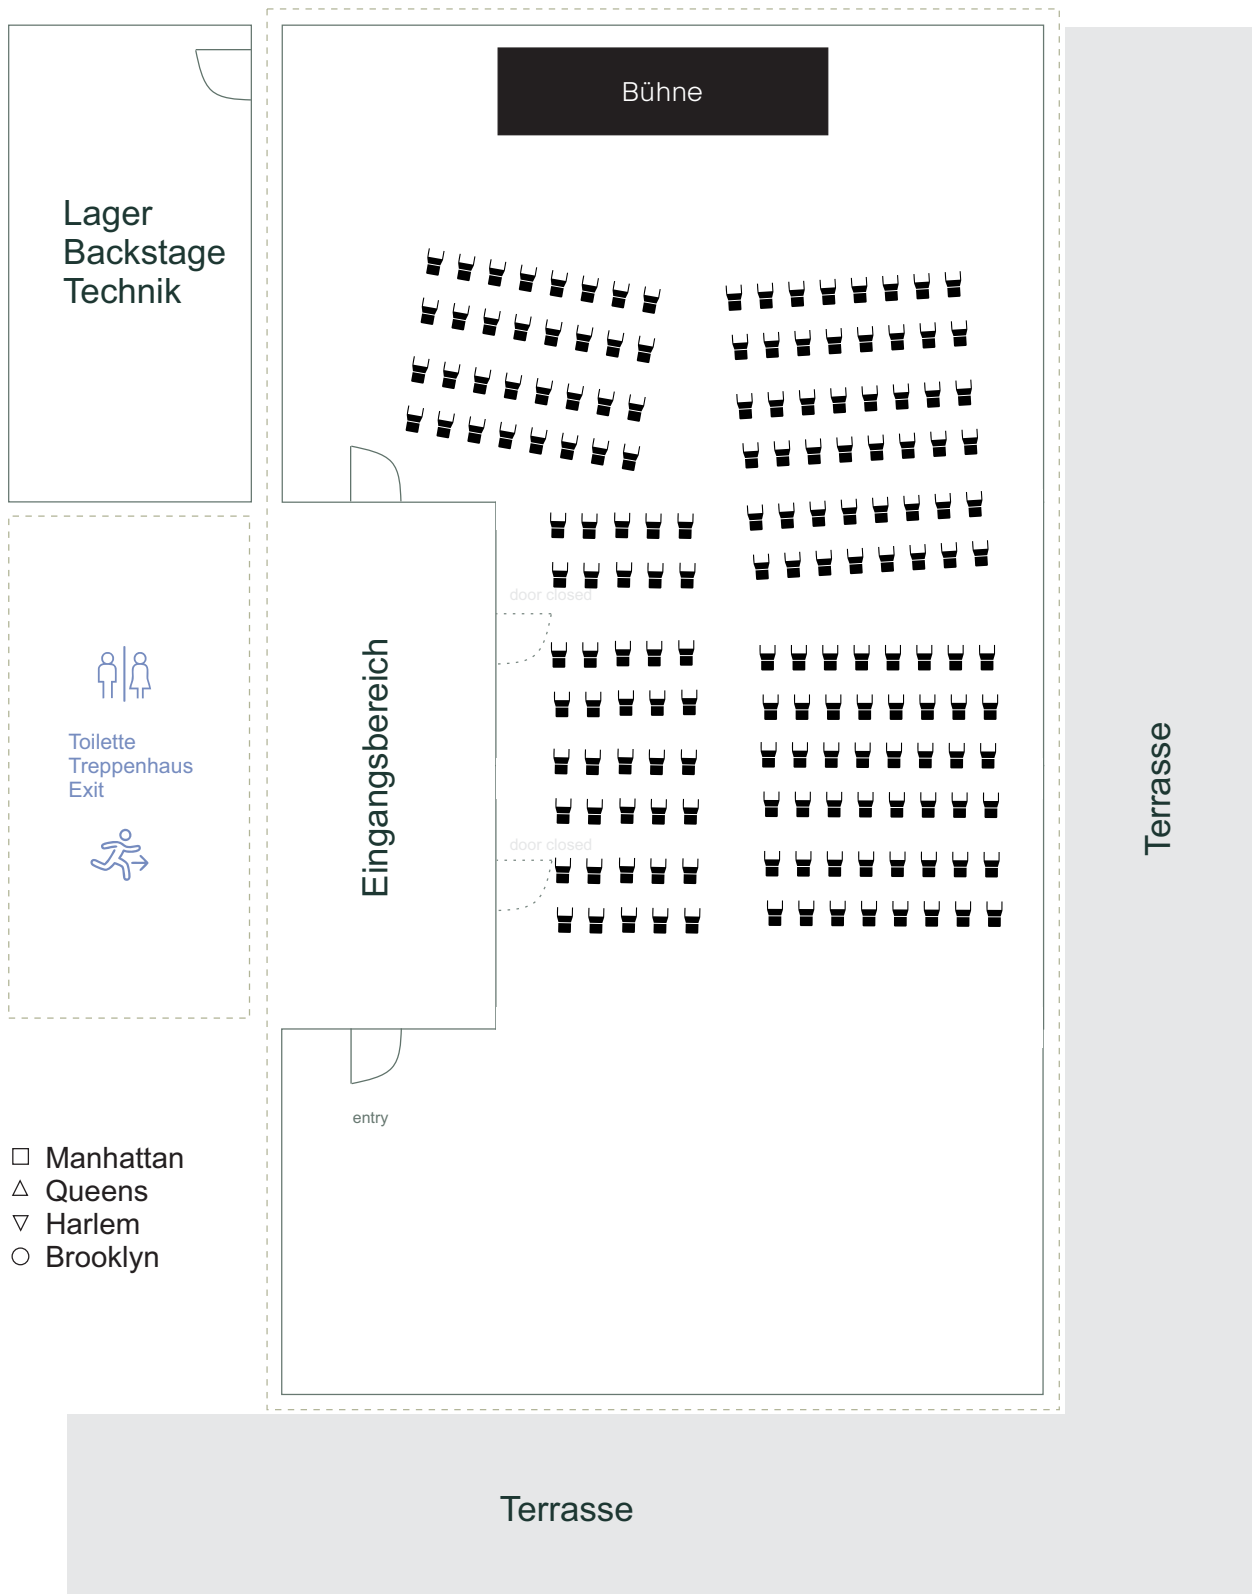 Bühne
Lager
Backstage
Technik
door closed
Eingangsbereich
Toilette
Treppenhaus
Exit
door closed
Terrasse
entry
Manhattan
Queens
Harlem
Brooklyn
Terrasse